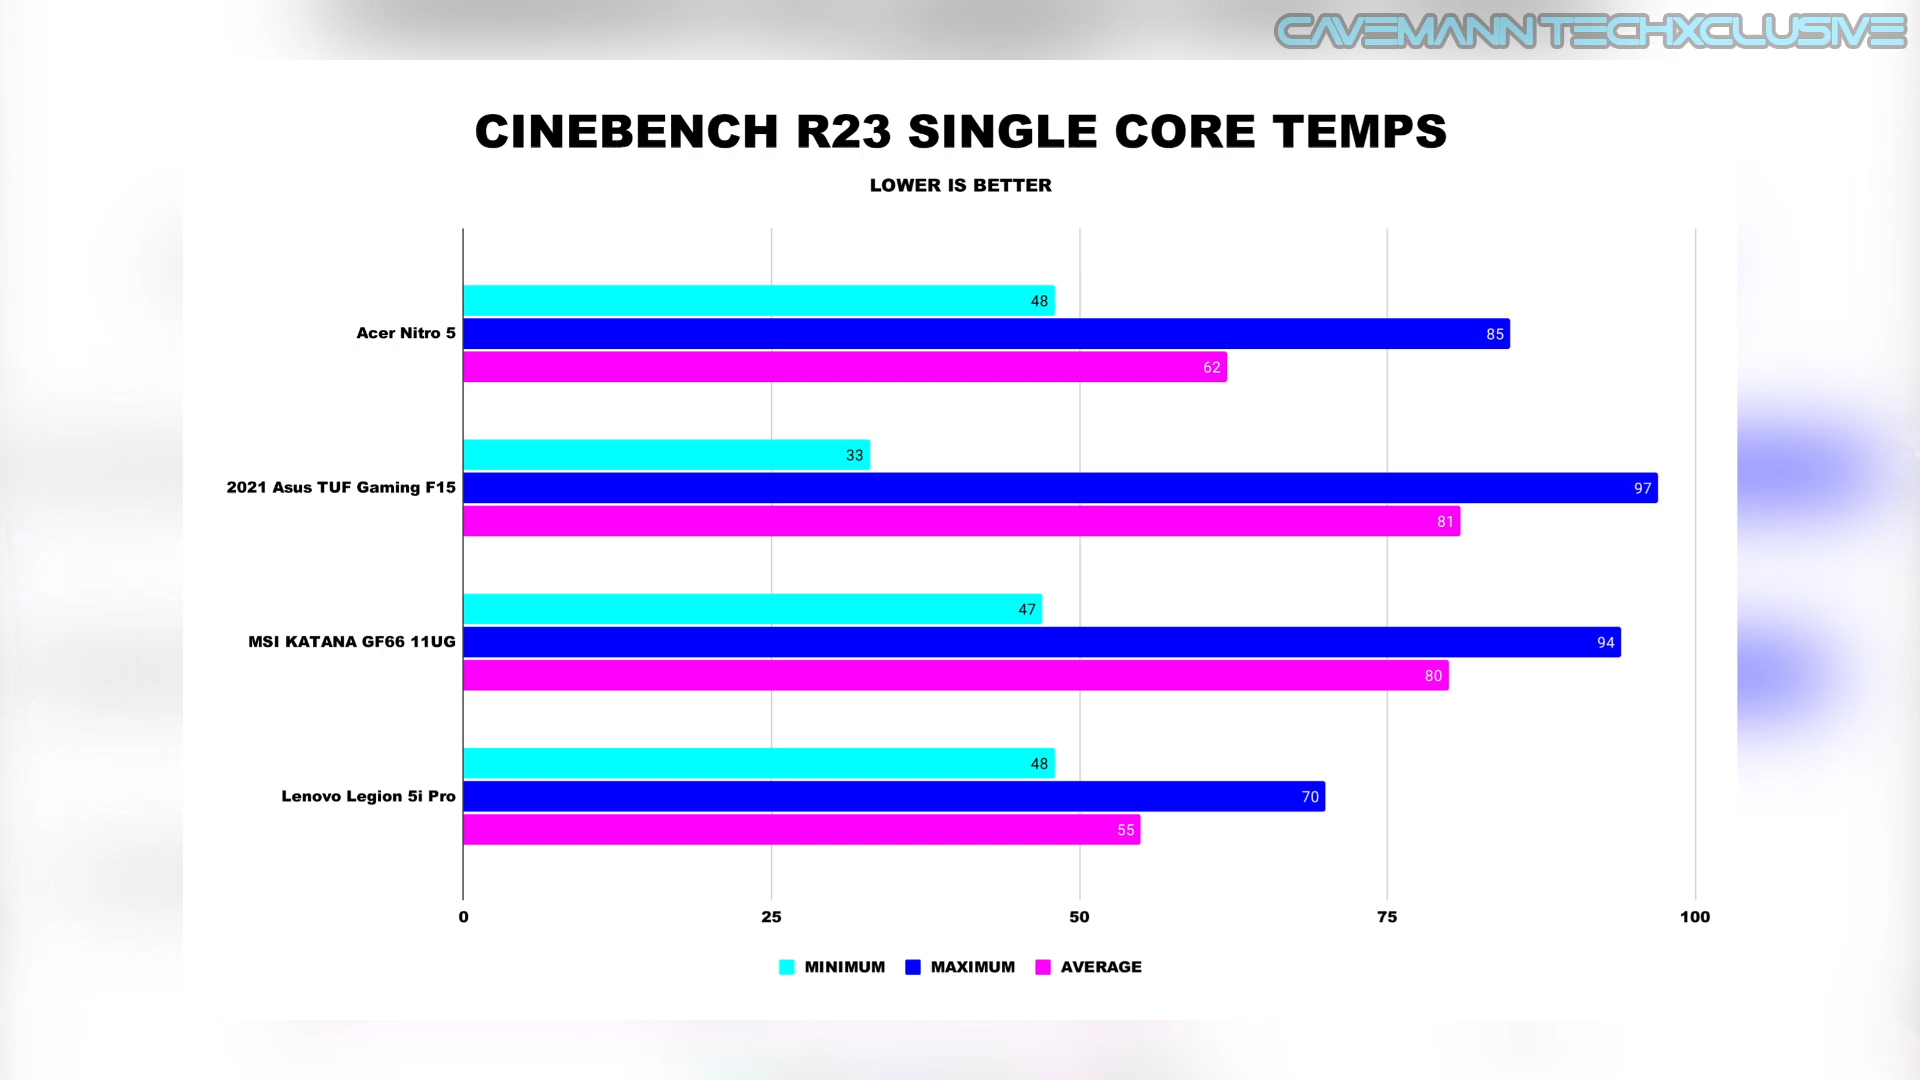 CAVEMANN TECHXCLUSIVE
CINEBENCH R23 SINGLE CORE TEMPS
LOWER IS BETTER
48
Acer Nitro 5
85
62
33
2021 Asus TUF Gaming F15
97
81
47
MSI KATANA GF66 11UG
94
80
48
Lenovo Legion 5i Pro
70
55
0 25 50 75 100
MINIMUM MAXIMUM AVERAGE